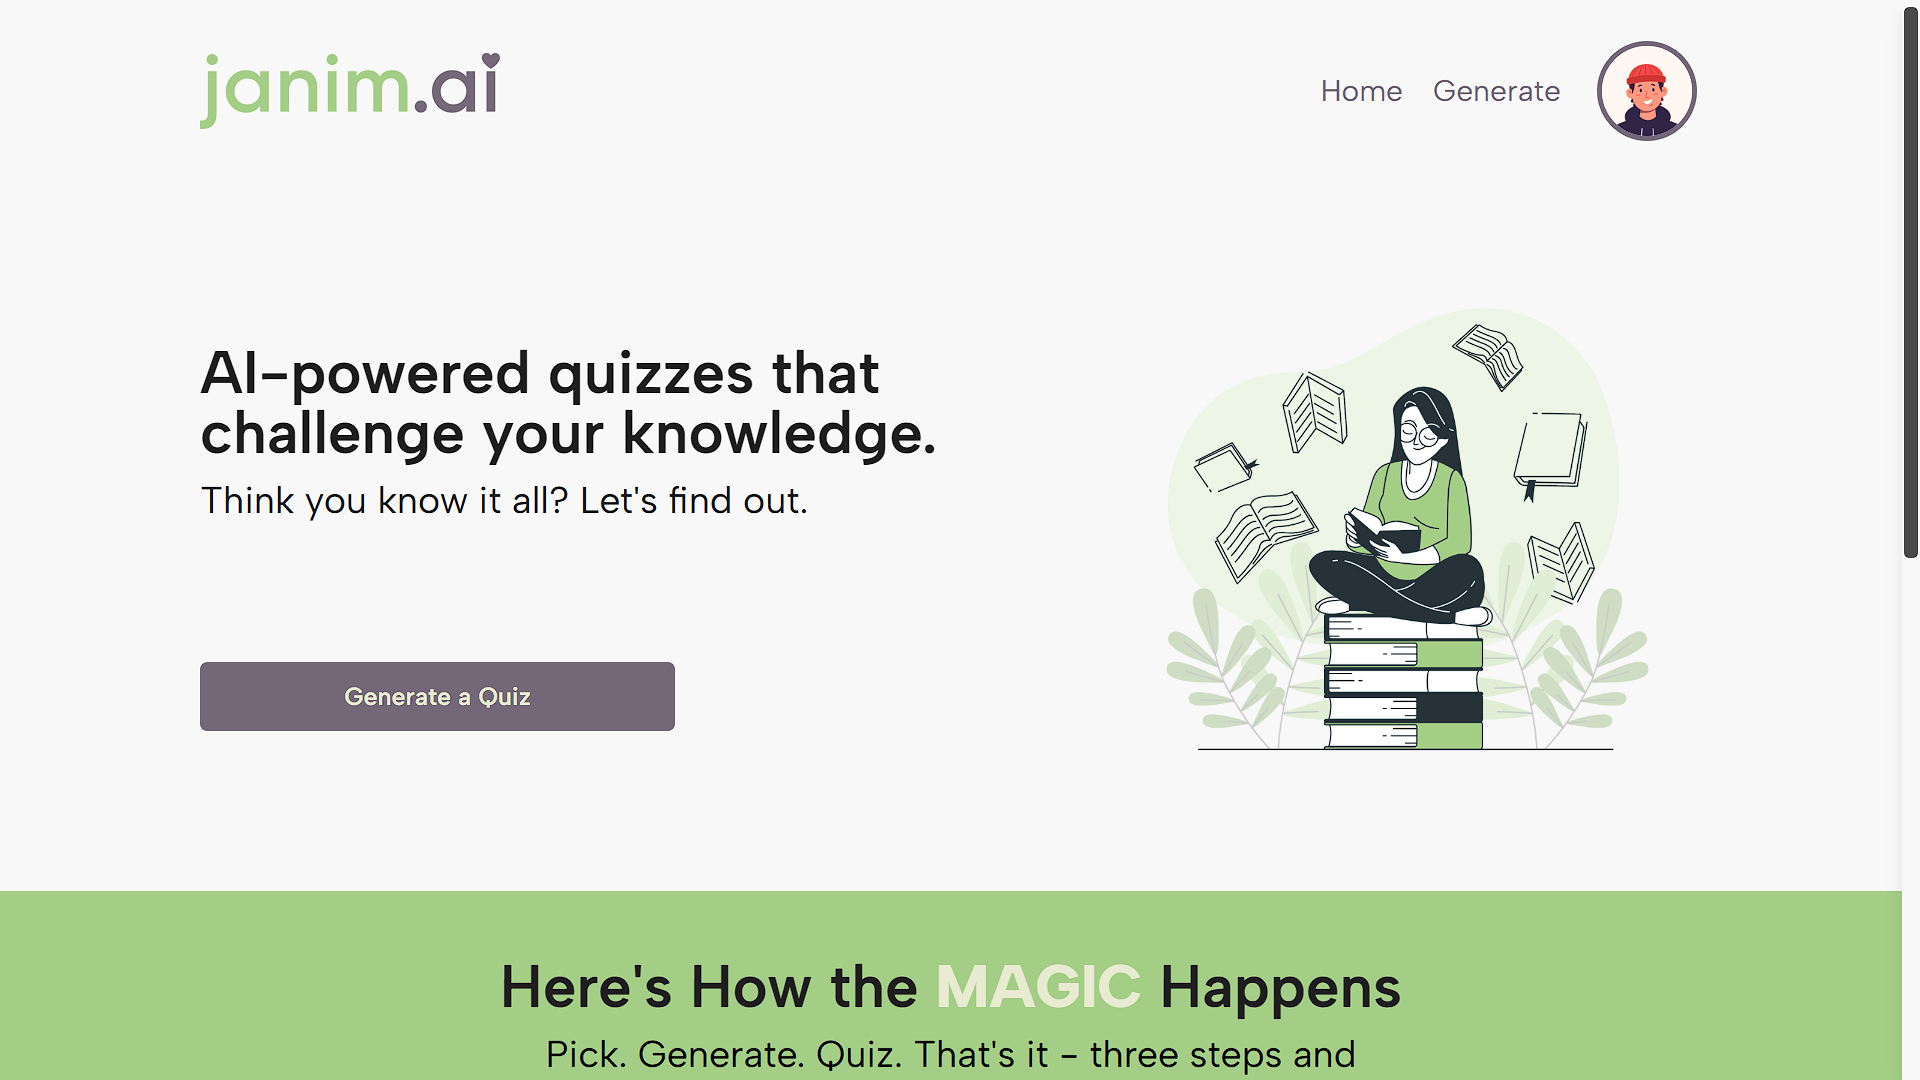 janim.ai
Home Generate
AI-powered quizzes that
challenge your knowledge.
Think you know it all? Let's find out.
Generate a Quiz
Here's How the MAGIC Happens
Pick. Generate. Quiz. That's it - three steps and